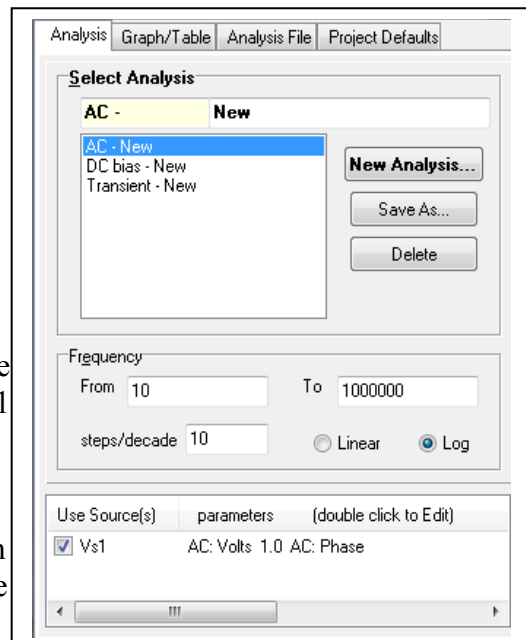 Analysis Graph/Table Analysis File Project Defaults
Select Analysis
AC - New
AC - New
DC bias - New
Transient - New
New Analysis...
Save As...
Delete
Frequency
From 10 To 1000000
steps/decade 10 Linear Log
Use Source(s) parameters (double click to Edit)
Vs1 AC: Volts 1.0 AC: Phase